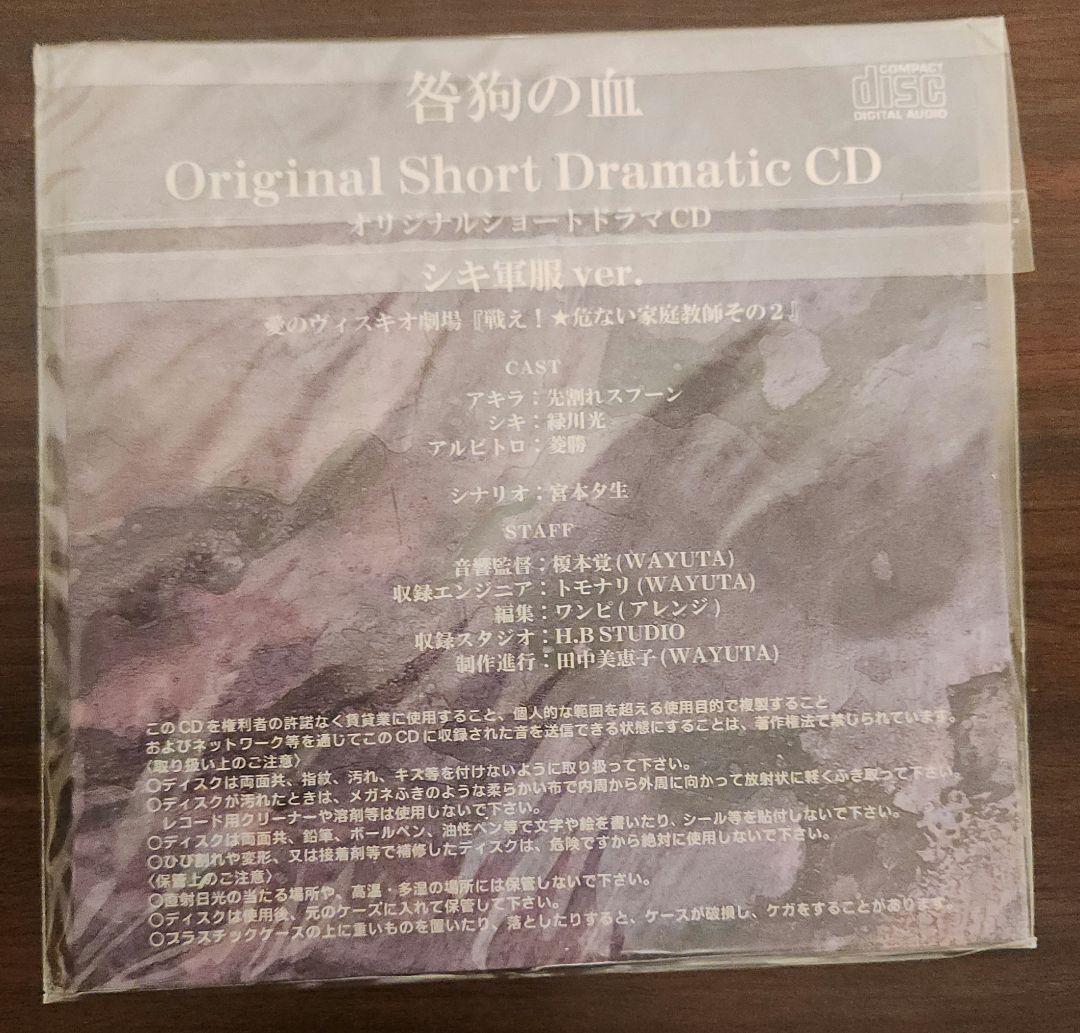 咎狗の血
COMPACT
disc
DIGITAL AUDIO
Original Short Dramatic CD
オリジナルショートドラマCD
シキ軍服 ver.
愛のヴィスキオ劇場『戦え！★危ない家庭教師その２』
CAST
アキラ：先割れスプーン
シキ：緑川光
アルビトロ：菱勝
シナリオ：宮本夕生
STAFF
音響監督：榎本覚(WAYUTA)
収録エンジニア：トモナリ(WAYUTA)
編集：ワンピ(アレンジ)
収録スタジオ：H.B STUDIO
制作進行：田中美恵子(WAYUTA)
このCDを権利者の許諾なく賃貸業に使用すること、個人的な範囲を超える使用目的で複製すること
およびネットワーク等を通じてこのCDに収録された音を送信できる状態にすることは、著作権法で禁じられています。
〈取り扱い上のご注意〉
○ディスクは両面共、指紋、汚れ、キズ等を付けないように取り扱って下さい。
○ディスクが汚れたときは、メガネふきのような柔らかい布で内周から外周に向かって放射状に軽くふき取って下さい。
レコード用クリーナーや溶剤等は使用しないで下さい。
○ディスクは両面共、鉛筆、ボールペン、油性ペン等で文字や絵を書いたり、シール等を貼付しないで下さい。
○ひび割れや変形、又は接着剤等で補修したディスクは、危険ですから絶対に使用しないで下さい。
〈保管上のご注意〉
○直射日光の当たる場所や、高温・多湿の場所には保管しないで下さい。
○ディスクは使用後、元のケースに入れて保管して下さい。
○プラスチックケースの上に重いものを置いたり、落としたりすると、ケースが破損し、ケガをすることがあります。